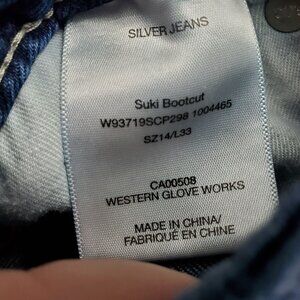 SILVER JEANS
Suki Bootcut
W93719SCP298 1004465
SZ14/L33
CA00508
WESTERN GLOVE WORKS
MADE IN CHINA/
FABRIQUÉ EN CHINE